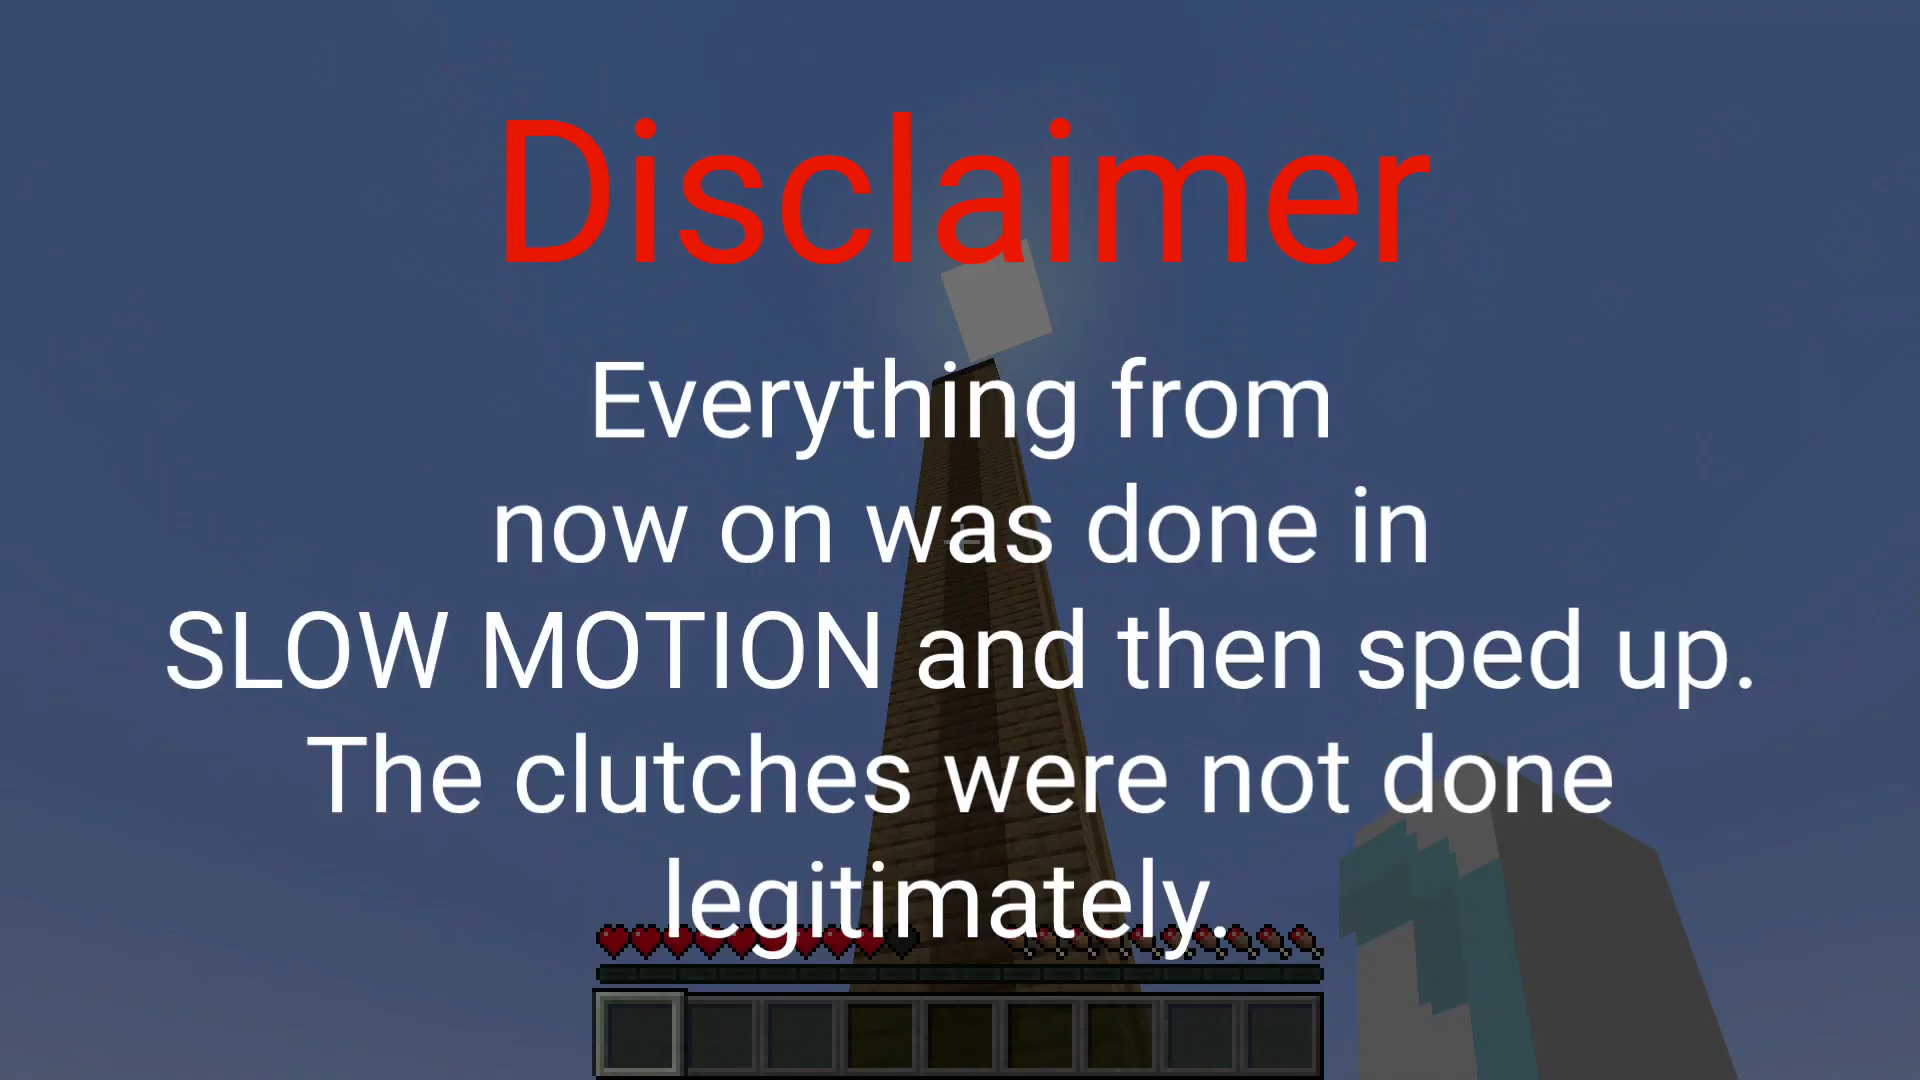 Disclaimer
Everything from
now on was done in
SLOW MOTION and then sped up.
The clutches were not done
legitimately.